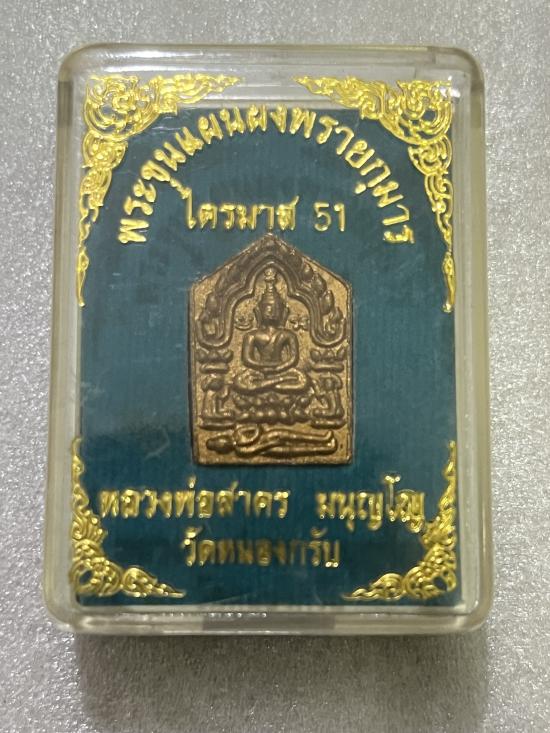 พระขุนแผนผงพรายกุมาร
ไตรมาส 51
หลวงพ่อสาคร มนุญโญ
วัดหนองกรับ